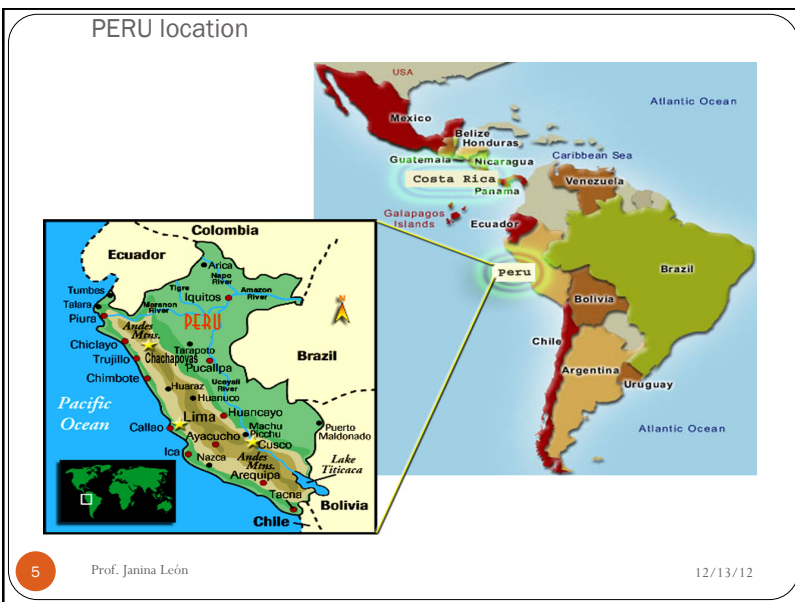 PERU location
USA
Atlantic Ocean
Mexico
Belize
Honduras
Caribbean Sea
Guatemala
Nicaragua
Costa Rica
Panama
Venezuela
Galapagos
Islands
Ecuador
Peru
Brazil
Bolivia
Chile
Argentina
Uruguay
Atlantic Ocean
Colombia
Ecuador
Arica
Napo
River
Tumbes
Tigre
Iquitos
Amazon
River
Talara
Maranon
River
Piura
PERU
N
Andes
Mtns.
Chiclayo
Tarapoto
Brazil
Trujillo
Chachapoyas
Pucallpa
Chimbote
Huaraz
Ucayali
River
Huanuco
Pacific
Ocean
Lima
Huancayo
Callao
Machu
Picchu
Puerto
Maldonado
Ayacucho
Cusco
Ica
Nazca
Andes
Mtns.
Lake
Titicaca
Arequipa
Tacna
Bolivia
Chile
5
Prof. Janina León
12/13/12